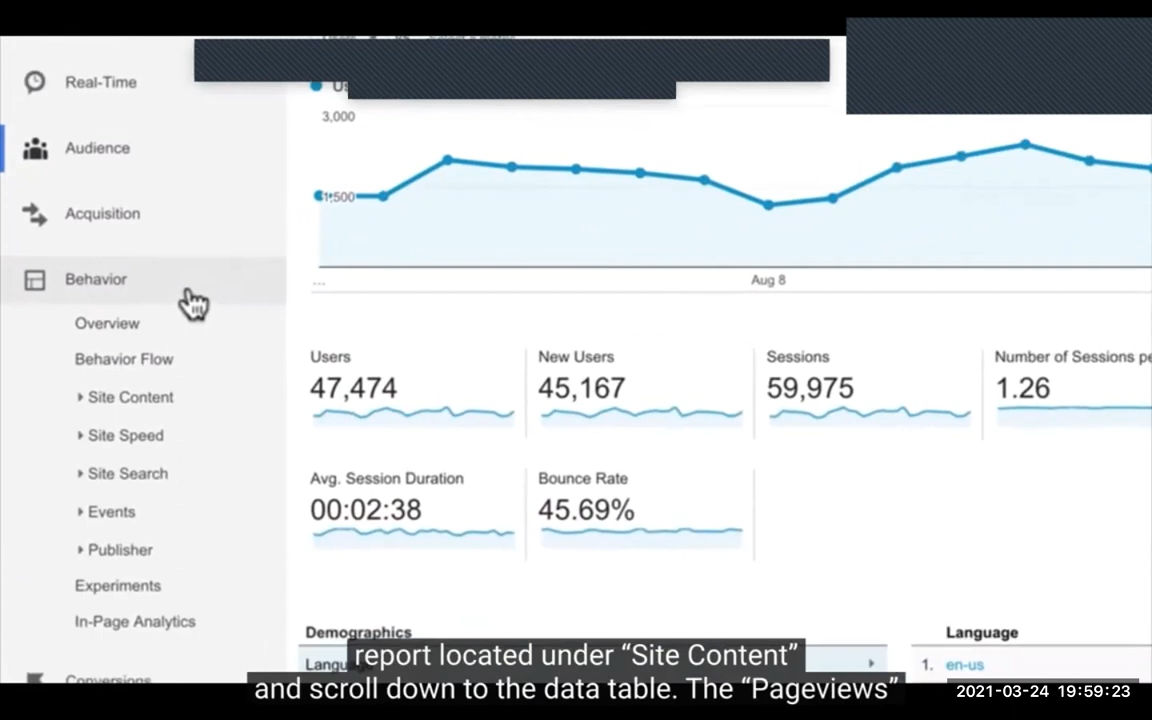 Real-Time
Audience
Acquisition
Behavior
Overview
Behavior Flow
Site Content
Site Speed
Site Search
Events
Publisher
Experiments
In-Page Analytics
Conversions
3,000
1,500
...
Aug 8
Users
47,474
New Users
45,167
Sessions
59,975
Number of Sessions pe
1.26
Avg. Session Duration
00:02:38
Bounce Rate
45.69%
Demographics
Language
1. en-us
report located under “Site Content”
and scroll down to the data table. The “Pageviews”
2021-03-24 19:59:23